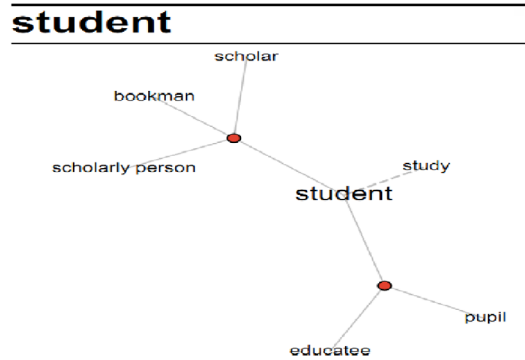 student
scholar
bookman
scholarly person
study
student
pupil
educatee